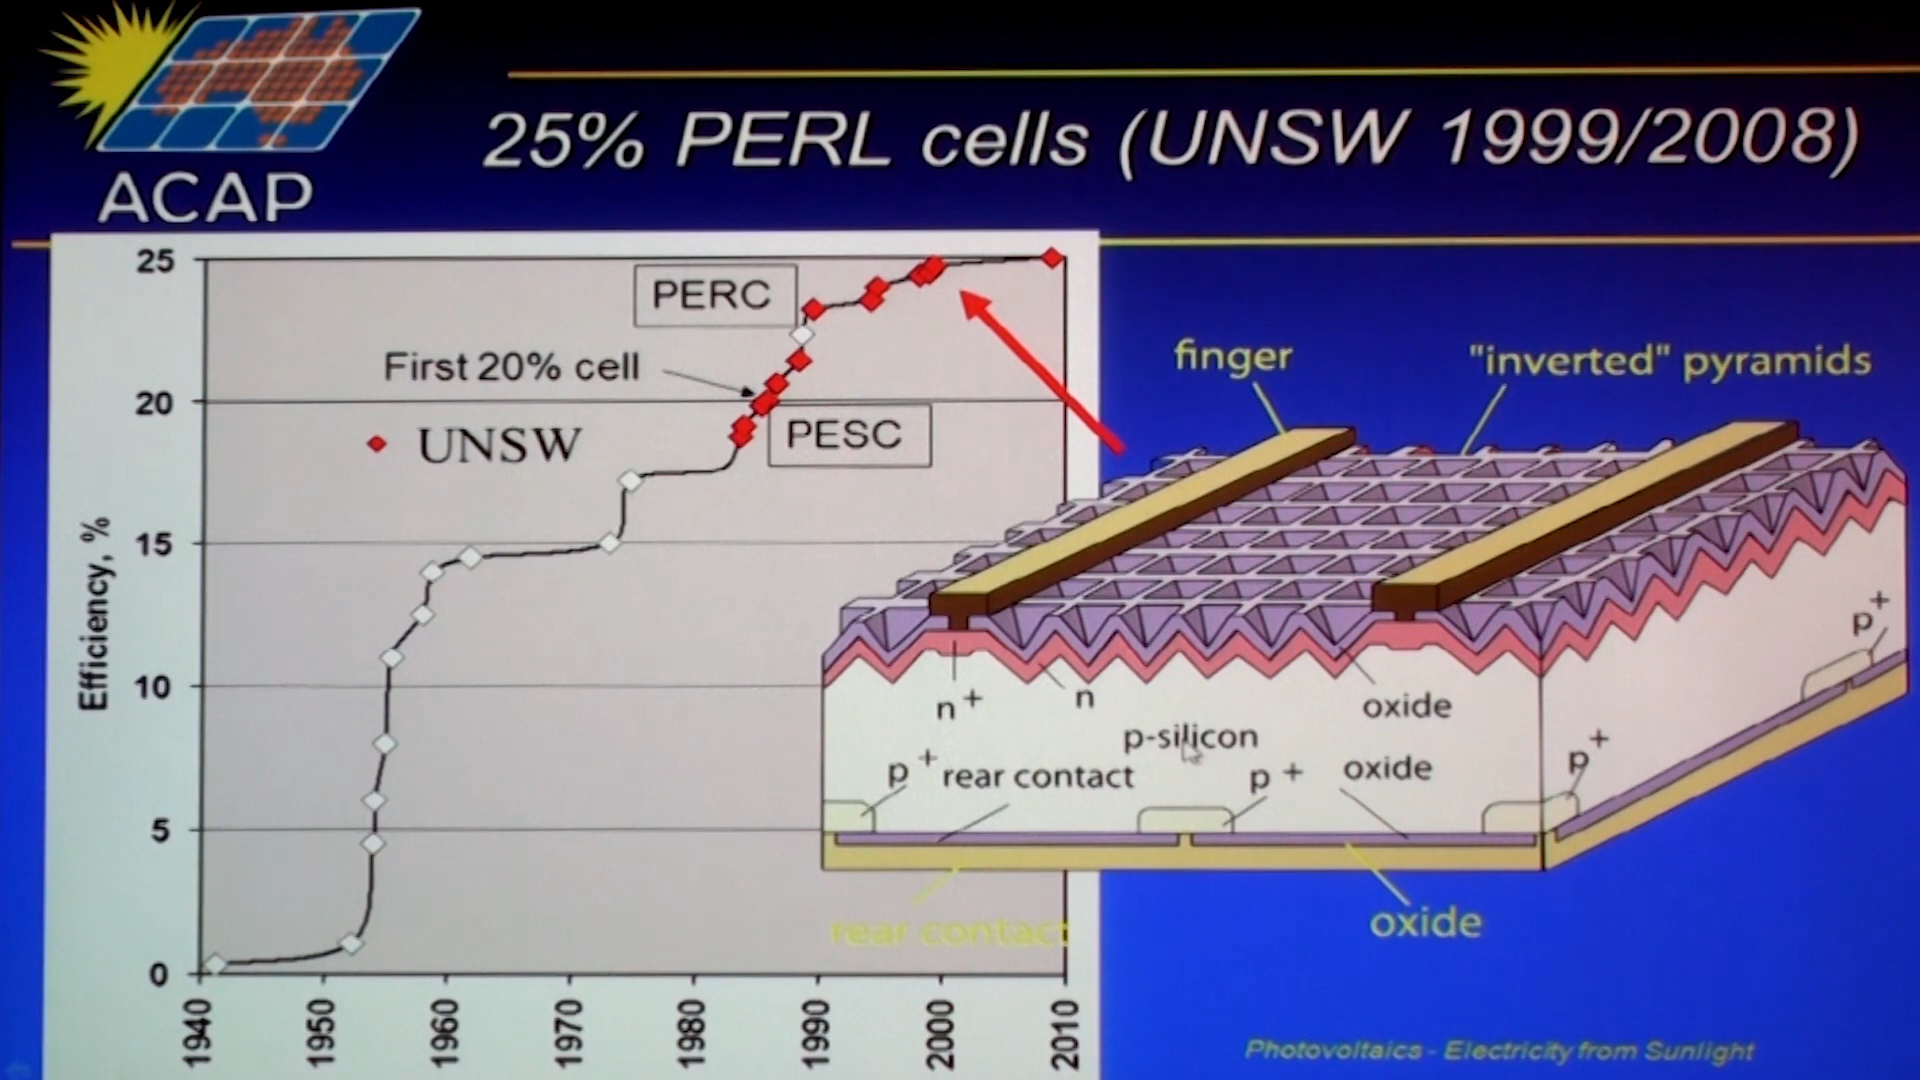 ACAP
25% PERL cells (UNSW 1999/2008)
25
20
15
10
5
0
Efficiency, %
1940
1950
1960
1970
1980
1990
2000
2010
PERC
First 20% cell
UNSW
PESC
finger
"inverted" pyramids
n+
n
oxide
p-silicon
p+
rear contact
p+
oxide
p+
p+
rear contact
oxide
Photovoltaics - Electricity from Sunlight